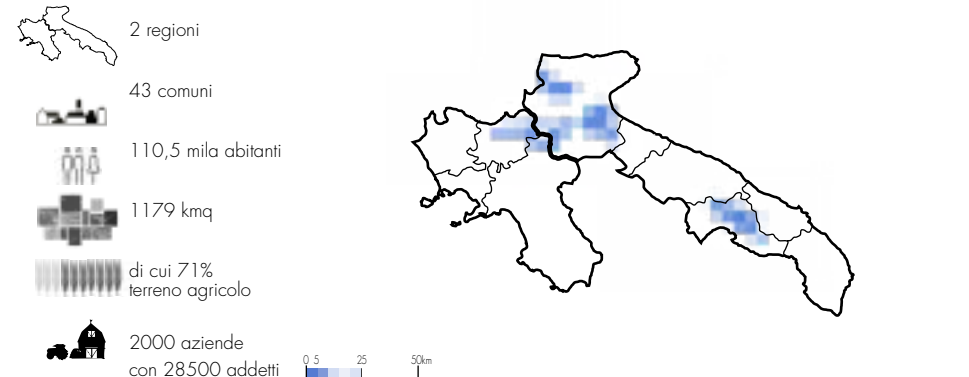 2 regioni
43 comuni
110,5 mila abitanti
1179 kmq
di cui 71%
terreno agricolo
2000 aziende
con 28500 addetti
0 5 25 50km